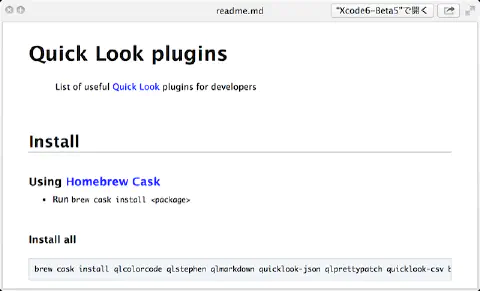 readme.md
"Xcode6-Beta5"で開く
Quick Look plugins
List of useful Quick Look plugins for developers
Install
Using Homebrew Cask
• Run brew cask install <package>
Install all
brew cask install qlcolorcode qlstephen qlmarkdown quicklook-json qlprettypatch quicklook-csv b